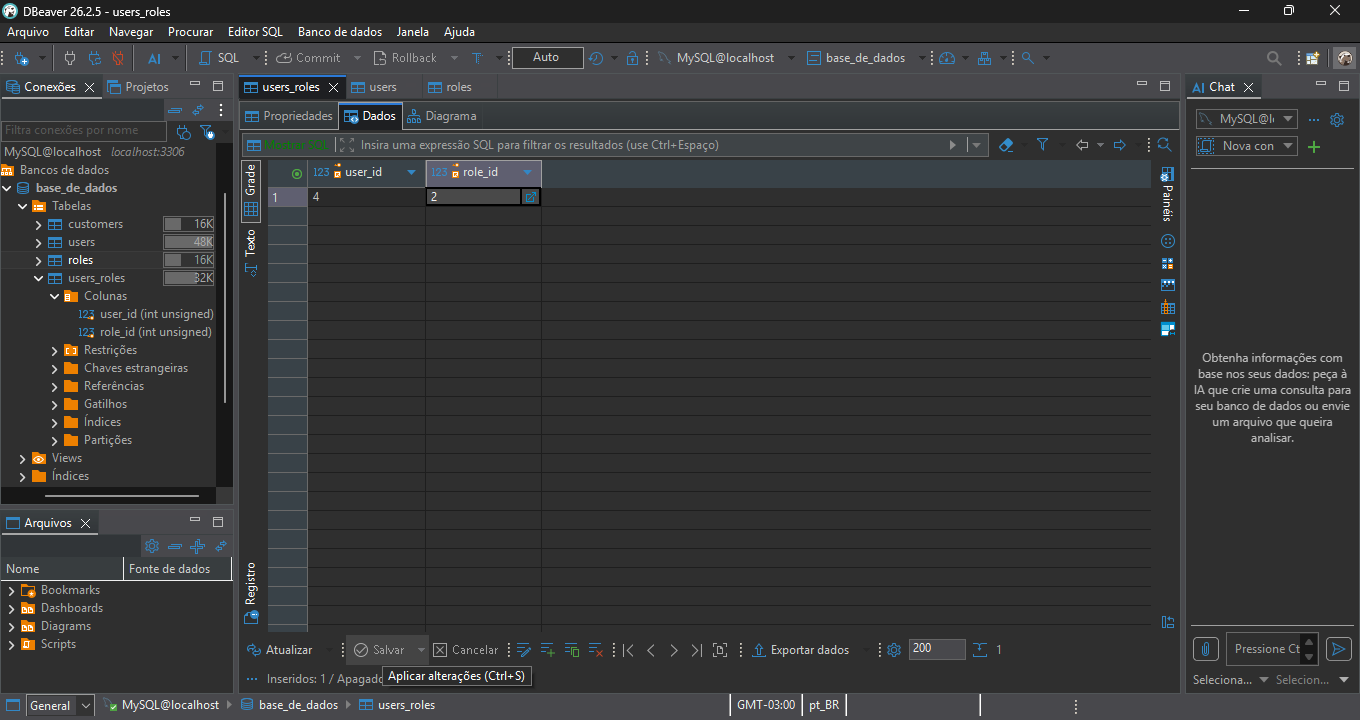 DBeaver 26.2.5 - users_roles
Arquivo Editar Navegar Procurar Editor SQL Banco de dados Janela Ajuda
AI SQL Commit Rollback T Auto MySQL@localhost base_de_dados
Conexões Projetos
Filtra conexões por nome
MySQL@localhost localhost:3306
Bancos de dados
base_de_dados
Tabelas
customers 16K
users 48K
roles 16K
users_roles 32K
Colunas
user_id (int unsigned)
role_id (int unsigned)
Restrições
Chaves estrangeiras
Referências
Gatilhos
Índices
Partições
Views
Índices
Arquivos
Nome Fonte de dados
Bookmarks
Dashboards
Diagrams
Scripts
users_roles users roles
Propriedades Dados Diagrama
Mostrar SQL Insira uma expressão SQL para filtrar os resultados (use Ctrl+Espaço)
Grade
Texto
Registro
123 user_id 123 role_id
1 4 2
Painéis
Atualizar Salvar Cancelar Exportar dados 200 1
Inseridos: 1 / Apagado
Aplicar alterações (Ctrl+S)
AI Chat
MySQL@l
Nova con
Obtenha informações com
base nos seus dados: peça à
IA que crie uma consulta para
seu banco de dados ou envie
um arquivo que queira
analisar.
Pressione Ct
Seleciona... Selecion...
General MySQL@localhost base_de_dados users_roles GMT-03:00 pt_BR